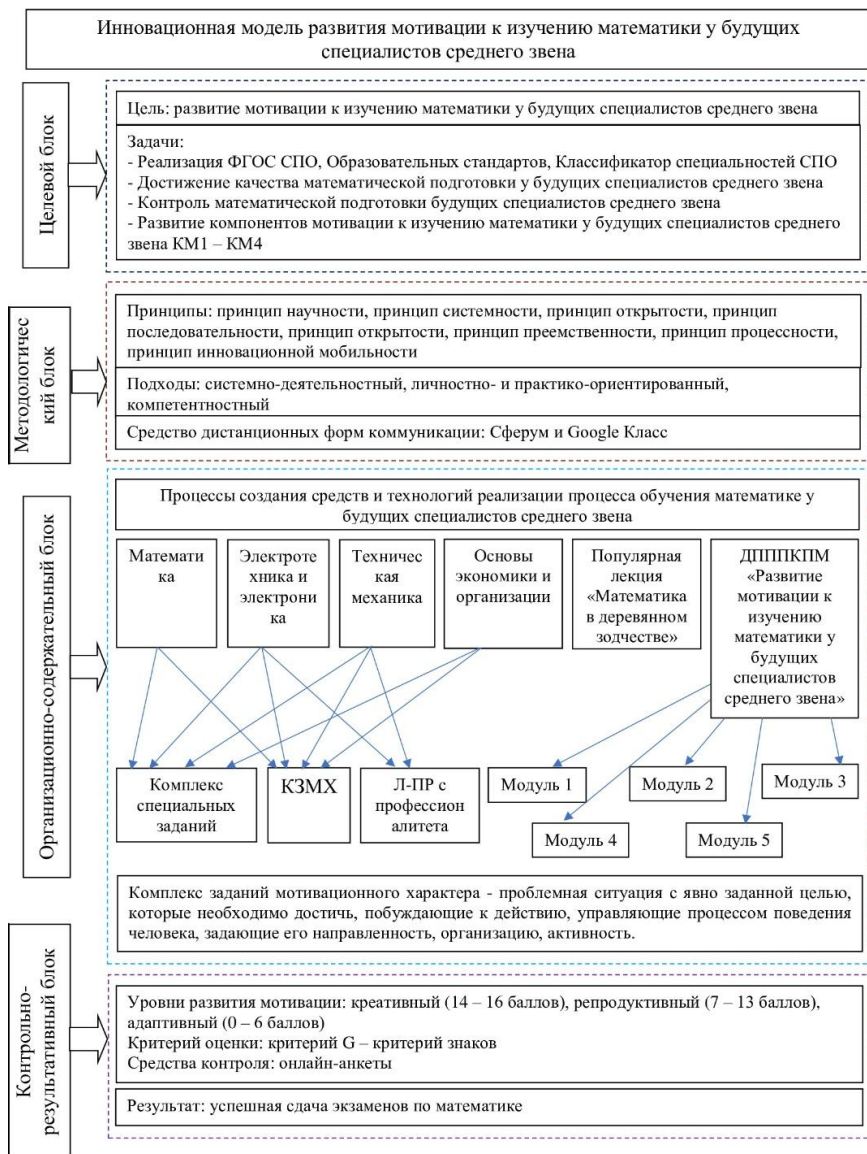 Инновационная модель развития мотивации к изучению математики у будущих
специалистов среднего звена
Целевой блок
Цель: развитие мотивации к изучению математики у будущих специалистов среднего звена
Задачи:
- Реализация ФГОС СПО, Образовательных стандартов, Классификатор специальностей СПО
- Достижение качества математической подготовки у будущих специалистов среднего звена
- Контроль математической подготовки будущих специалистов среднего звена
- Развитие компонентов мотивации к изучению математики у будущих специалистов среднего
звена КМ1 – КМ4
Методологичес
кий блок
Принципы: принцип научности, принцип системности, принцип открытости, принцип
последовательности, принцип открытости, принцип преемственности, принцип процессности,
принцип инновационной мобильности
Подходы: системно-деятельностный, личностно- и практико-ориентированный,
компетентностный
Средство дистанционных форм коммуникации: Сферум и Google Класс
Организационно-содержательный блок
Процессы создания средств и технологий реализации процесса обучения математике у
будущих специалистов среднего звена
Математи
ка
Электроте
хника и
электрони
ка
Техничес
кая
механика
Основы
экономики и
организации
Популярная
лекция
«Математика
в деревянном
зодчестве»
ДПППКПМ
«Развитие
мотивации к
изучению
математики у
будущих
специалистов
среднего звена»
Комплекс
специальных
заданий
КЗМХ
Л-ПР с
профессион
алитета
Модуль 1
Модуль 2
Модуль 3
Модуль 4
Модуль 5
Комплекс заданий мотивационного характера - проблемная ситуация с явно заданной целью,
которые необходимо достичь, побуждающие к действию, управляющие процессом поведения
человека, задающие его направленность, организацию, активность.
Контрольно-
результативный блок
Уровни развития мотивации: креативный (14 – 16 баллов), репродуктивный (7 – 13 баллов),
адаптивный (0 – 6 баллов)
Критерий оценки: критерий G – критерий знаков
Средства контроля: онлайн-анкеты
Результат: успешная сдача экзаменов по математике